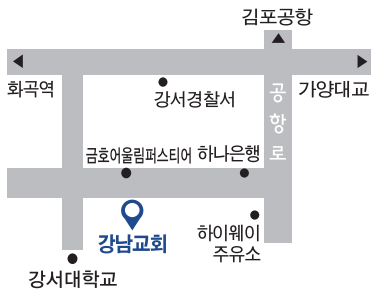 김포공항
화곡역
강서경찰서
공항로
가양대교
금호어울림퍼스티어
하나은행
강남교회
하이웨이
주유소
강서대학교